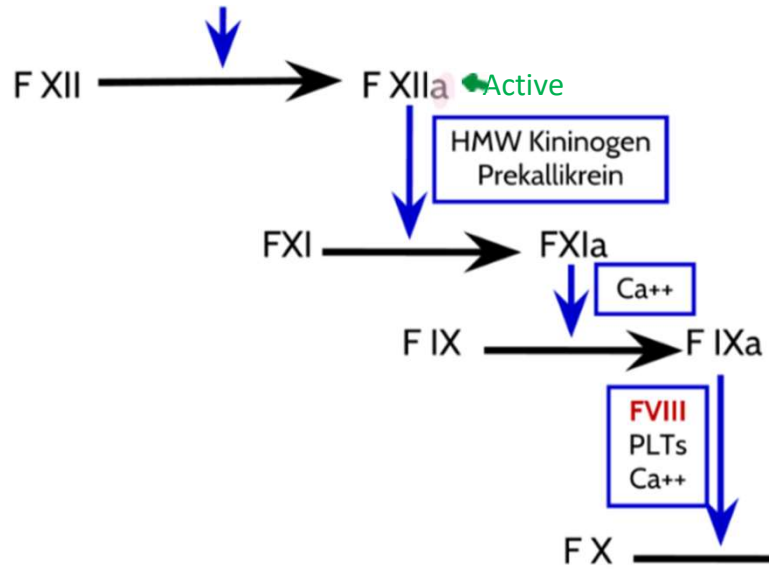 F XII
F XIIa
Active
HMW Kininogen
Prekallikrein
FXI
FXIa
Ca++
F IX
F IXa
FVIII
PLTs
Ca++
F X